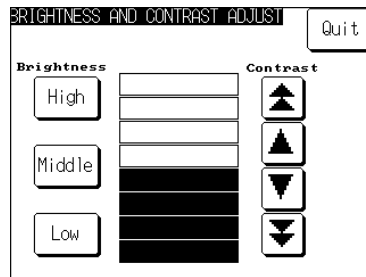 BRIGHTNESS AND CONTRAST ADJUST
Quit
Brightness
Contrast
High
Middle
Low